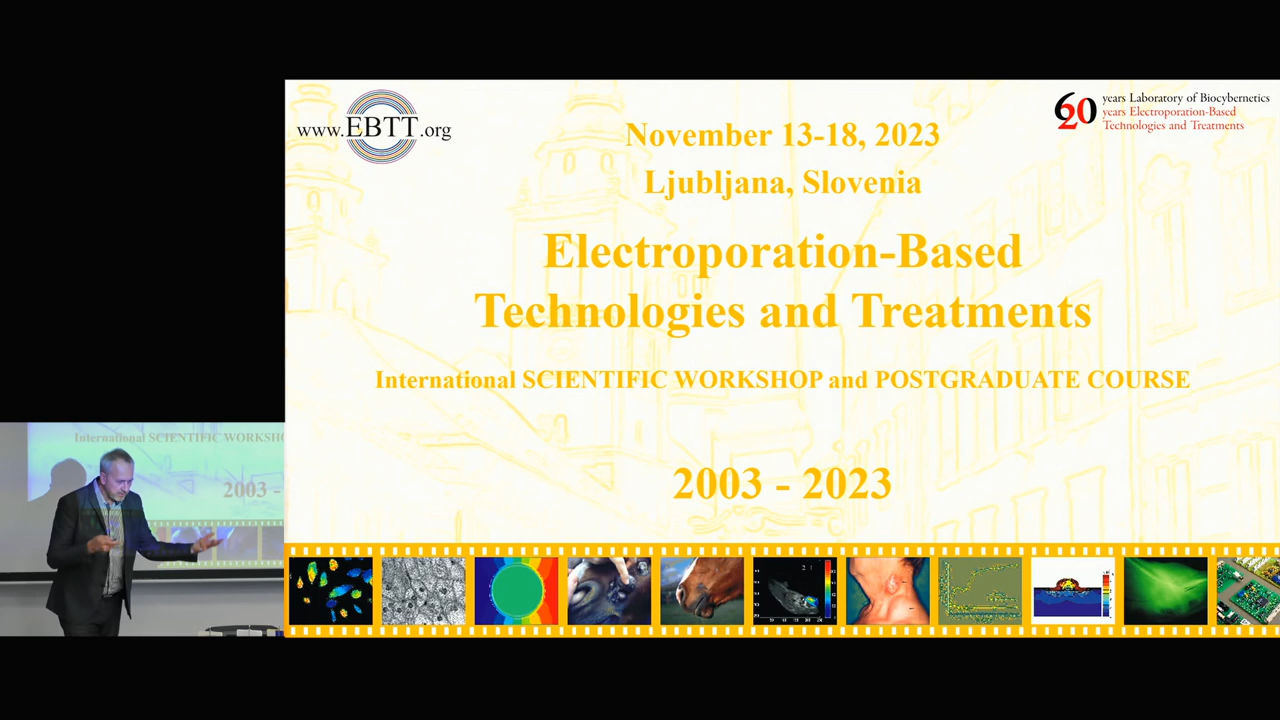 www.EBTT.org
60 20 years Laboratory of Biocybernetics
years Electroporation-Based
Technologies and Treatments
November 13-18, 2023
Ljubljana, Slovenia
Electroporation-Based
Technologies and Treatments
International SCIENTIFIC WORKSHOP and POSTGRADUATE COURSE
2003 - 2023
International SCIENTIFIC WORKSHO
2003 -